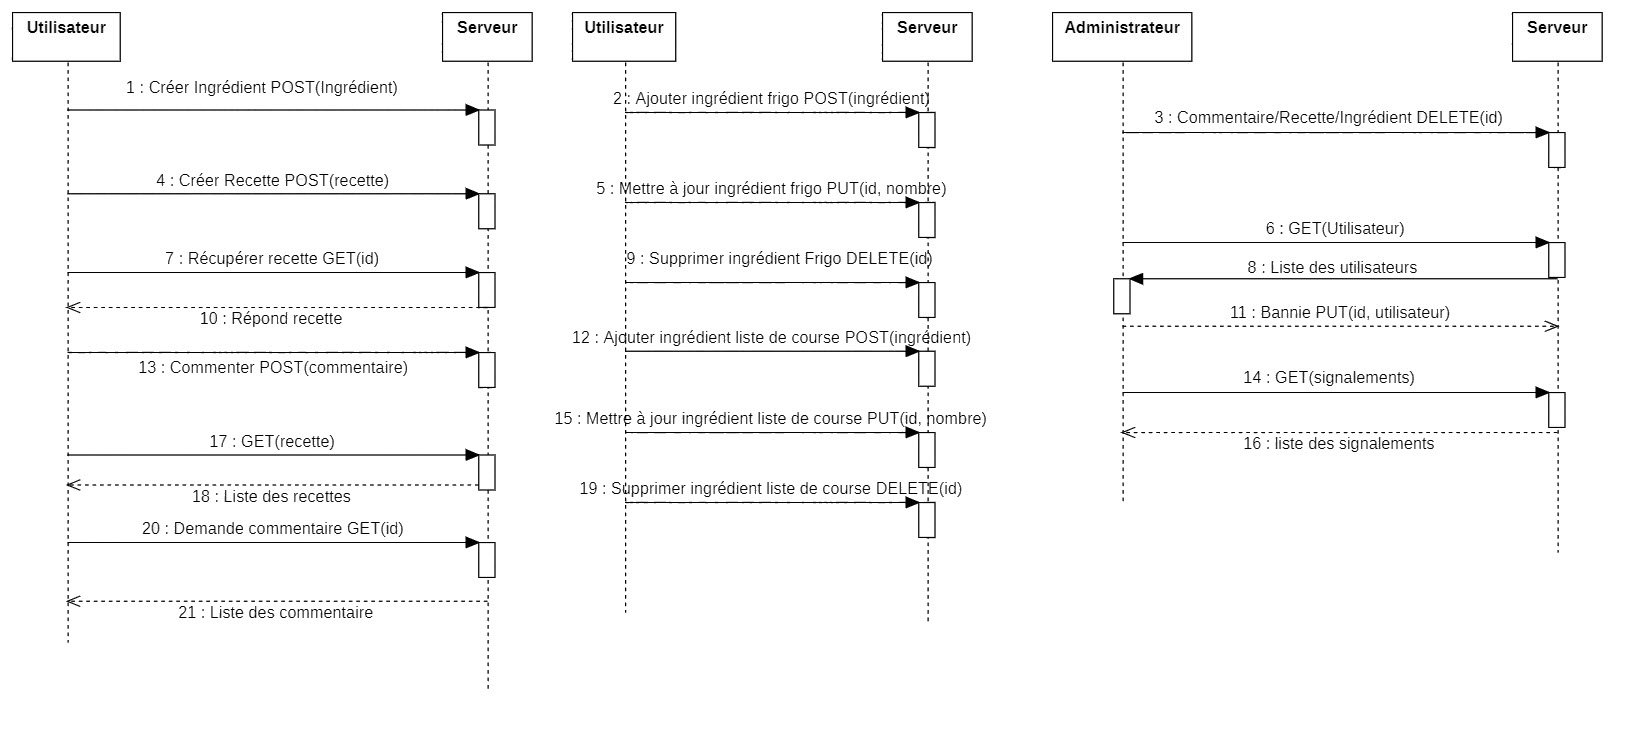 Utilisateur
Serveur
1 : Créer Ingrédient POST(Ingrédient)
4 : Créer Recette POST(recette)
7 : Récupérer recette GET(id)
10 : Répond recette
13 : Commenter POST(commentaire)
17 : GET(recette)
18 : Liste des recettes
20 : Demande commentaire GET(id)
21 : Liste des commentaire
Utilisateur
Serveur
2 : Ajouter ingrédient frigo POST(ingrédient)
5 : Mettre à jour ingrédient frigo PUT(id, nombre)
9 : Supprimer ingrédient Frigo DELETE(id)
12 : Ajouter ingrédient liste de course POST(ingrédient)
15 : Mettre à jour ingrédient liste de course PUT(id, nombre)
19 : Supprimer ingrédient liste de course DELETE(id)
Administrateur
Serveur
3 : Commentaire/Recette/Ingrédient DELETE(id)
6 : GET(Utilisateur)
8 : Liste des utilisateurs
11 : Bannie PUT(id, utilisateur)
14 : GET(signalements)
16 : liste des signalements